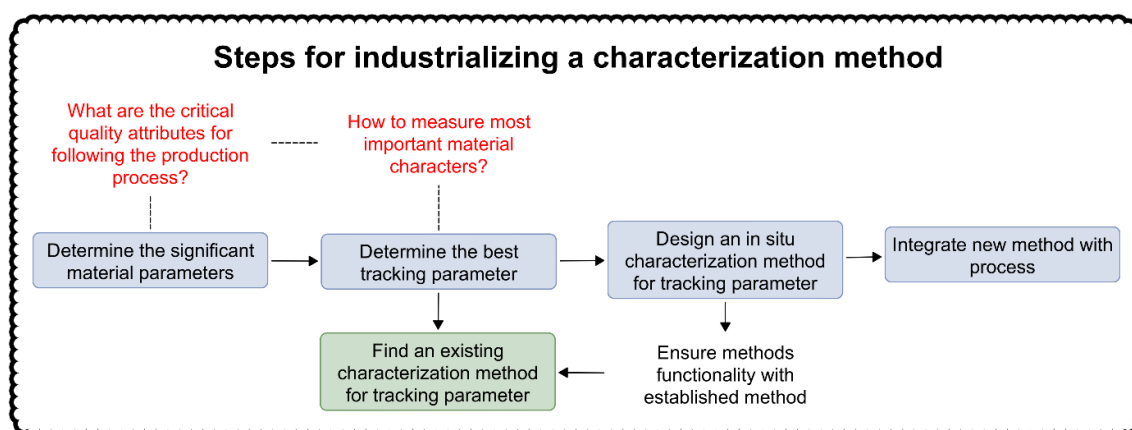 Steps for industrializing a characterization method
What are the critical
quality attributes for
following the production
process?
How to measure most
important material
characters?
Determine the significant
material parameters
Determine the best
tracking parameter
Design an in situ
characterization method
for tracking parameter
Integrate new method with
process
Find an existing
characterization method
for tracking parameter
Ensure methods
functionality with
established method